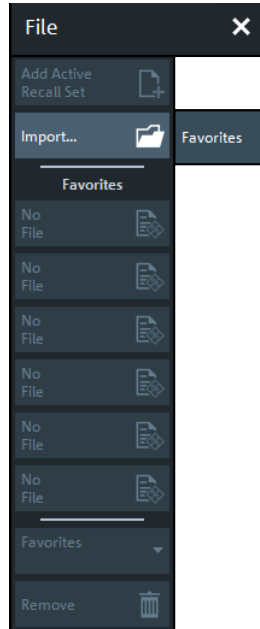 File
Add Active
Recall Set
Import...
Favorites
Favorites
No
File
No
File
No
File
No
File
No
File
No
File
Favorites
Remove